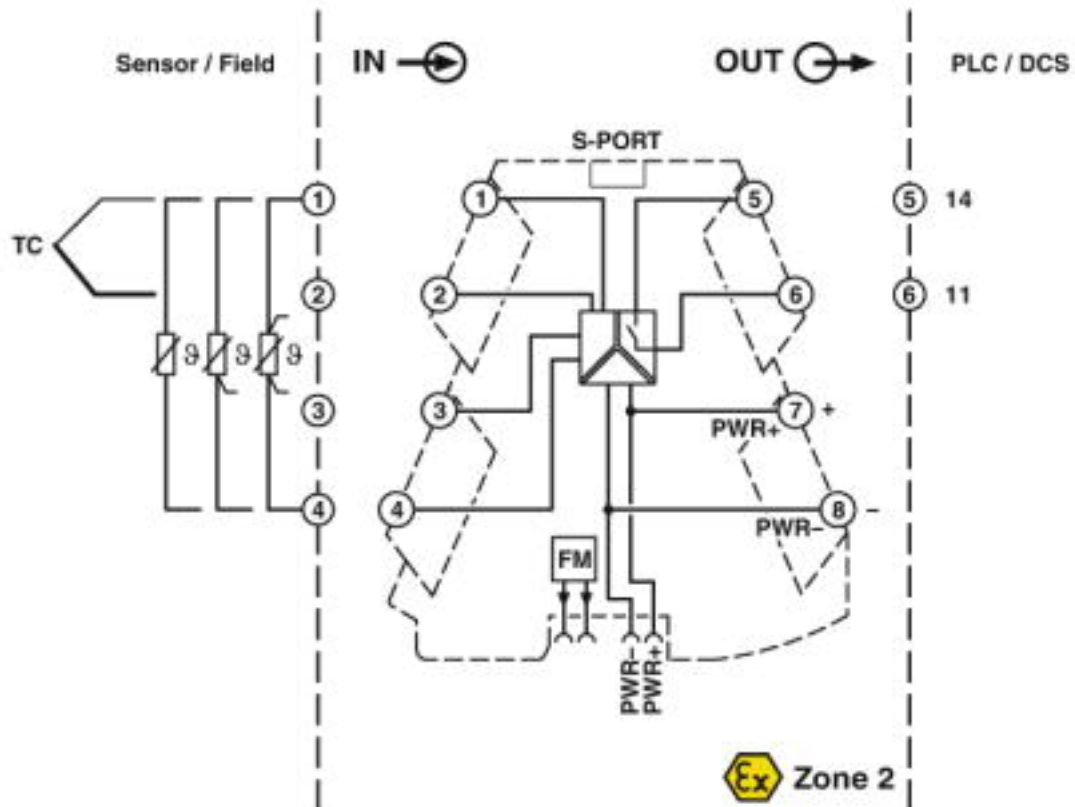 Sensor / Field
IN
OUT
PLC / DCS
S-PORT
1
1
5
5 14
TC
2
2
6
6 11
ϑ ϑ ϑ
3
3
7 +
PWR+
4
4
8 –
PWR–
FM
PWR–
PWR+
Ex Zone 2